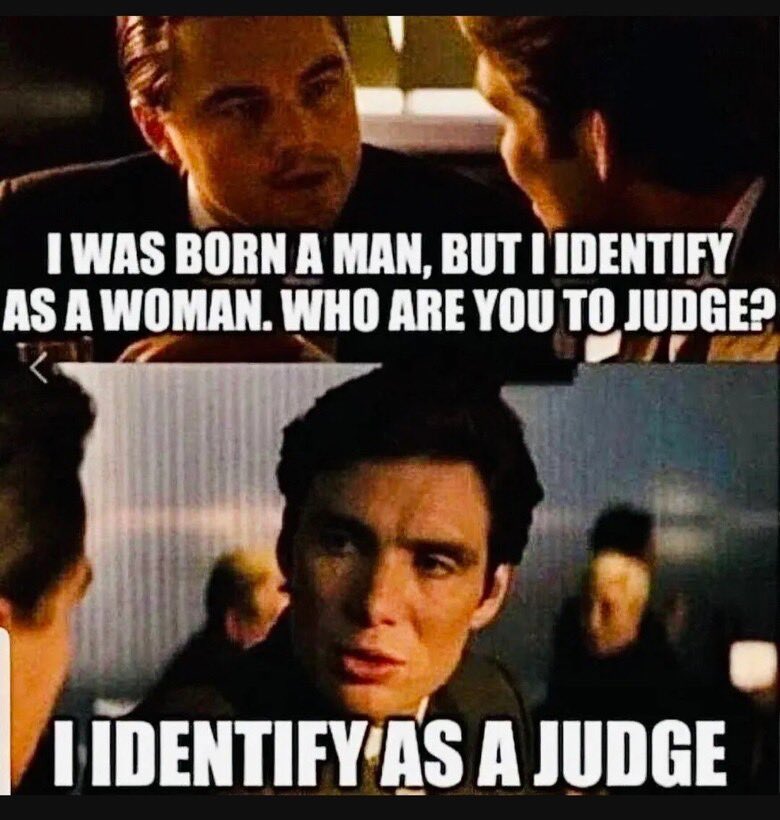 I WAS BORN A MAN, BUT I IDENTIFY
AS A WOMAN. WHO ARE YOU TO JUDGE?
I IDENTIFY AS A JUDGE